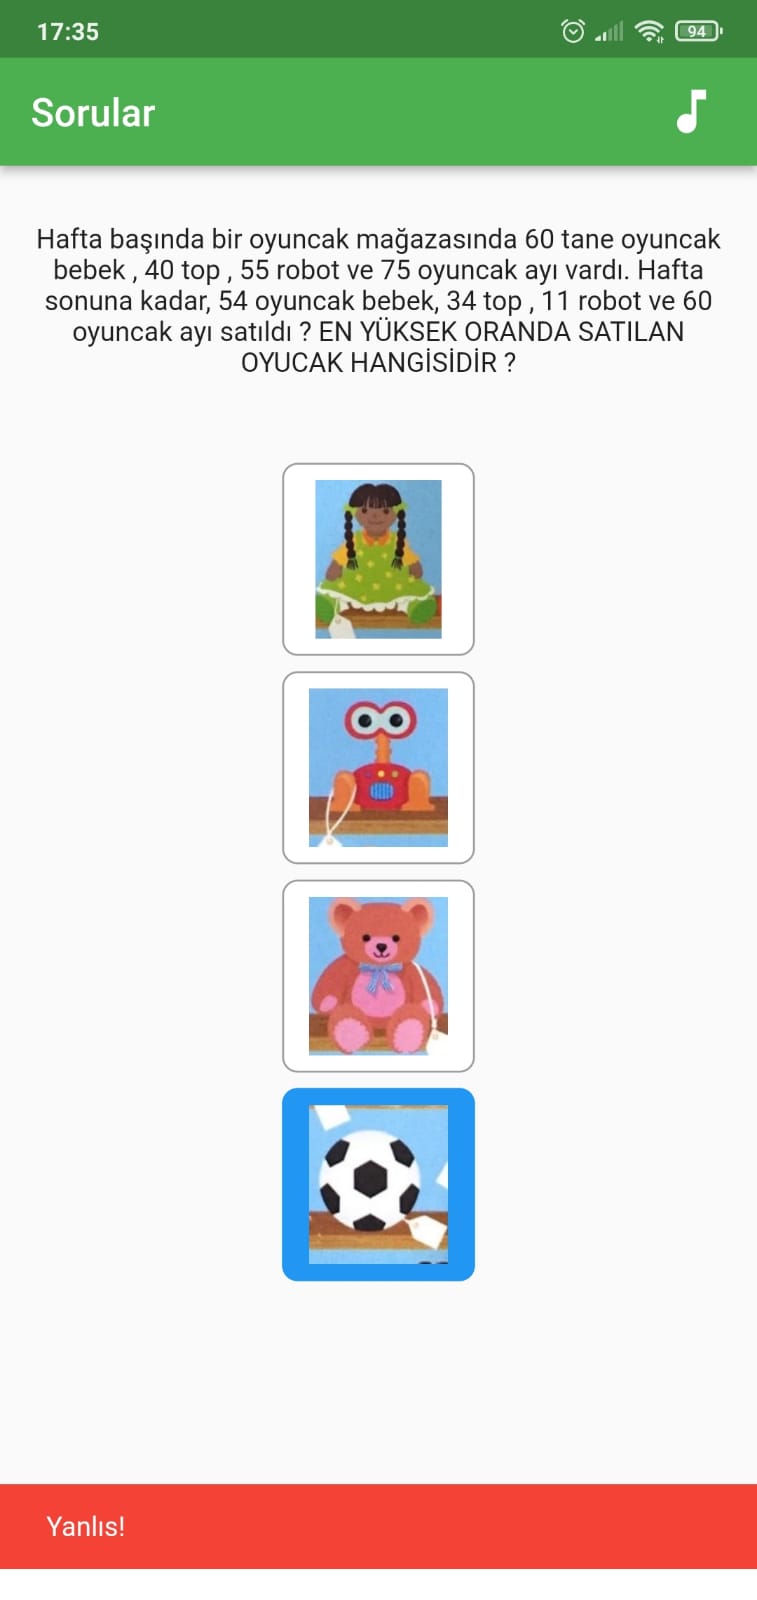 17:35
94
Sorular
Hafta başında bir oyuncak mağazasında 60 tane oyuncak
bebek , 40 top , 55 robot ve 75 oyuncak ayı vardı. Hafta
sonuna kadar, 54 oyuncak bebek, 34 top , 11 robot ve 60
oyuncak ayı satıldı ? EN YÜKSEK ORANDA SATILAN
OYUCAK HANGİSİDİR ?
Yanlıs!